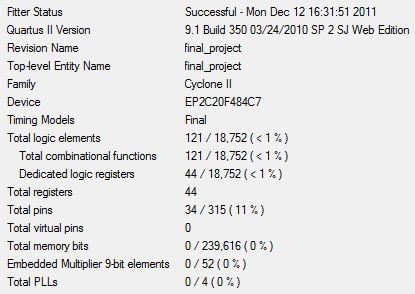 Fitter Status Successful - Mon Dec 12 16:31:51 2011
Quartus II Version 9.1 Build 350 03/24/2010 SP 2 SJ Web Edition
Revision Name final_project
Top-level Entity Name final_project
Family Cyclone II
Device EP2C20F484C7
Timing Models Final
Total logic elements 121 / 18,752 ( < 1 % )
Total combinational functions 121 / 18,752 ( < 1 % )
Dedicated logic registers 44 / 18,752 ( < 1 % )
Total registers 44
Total pins 34 / 315 ( 11 % )
Total virtual pins 0
Total memory bits 0 / 239,616 ( 0 % )
Embedded Multiplier 9-bit elements 0 / 52 ( 0 % )
Total PLLs 0 / 4 ( 0 % )